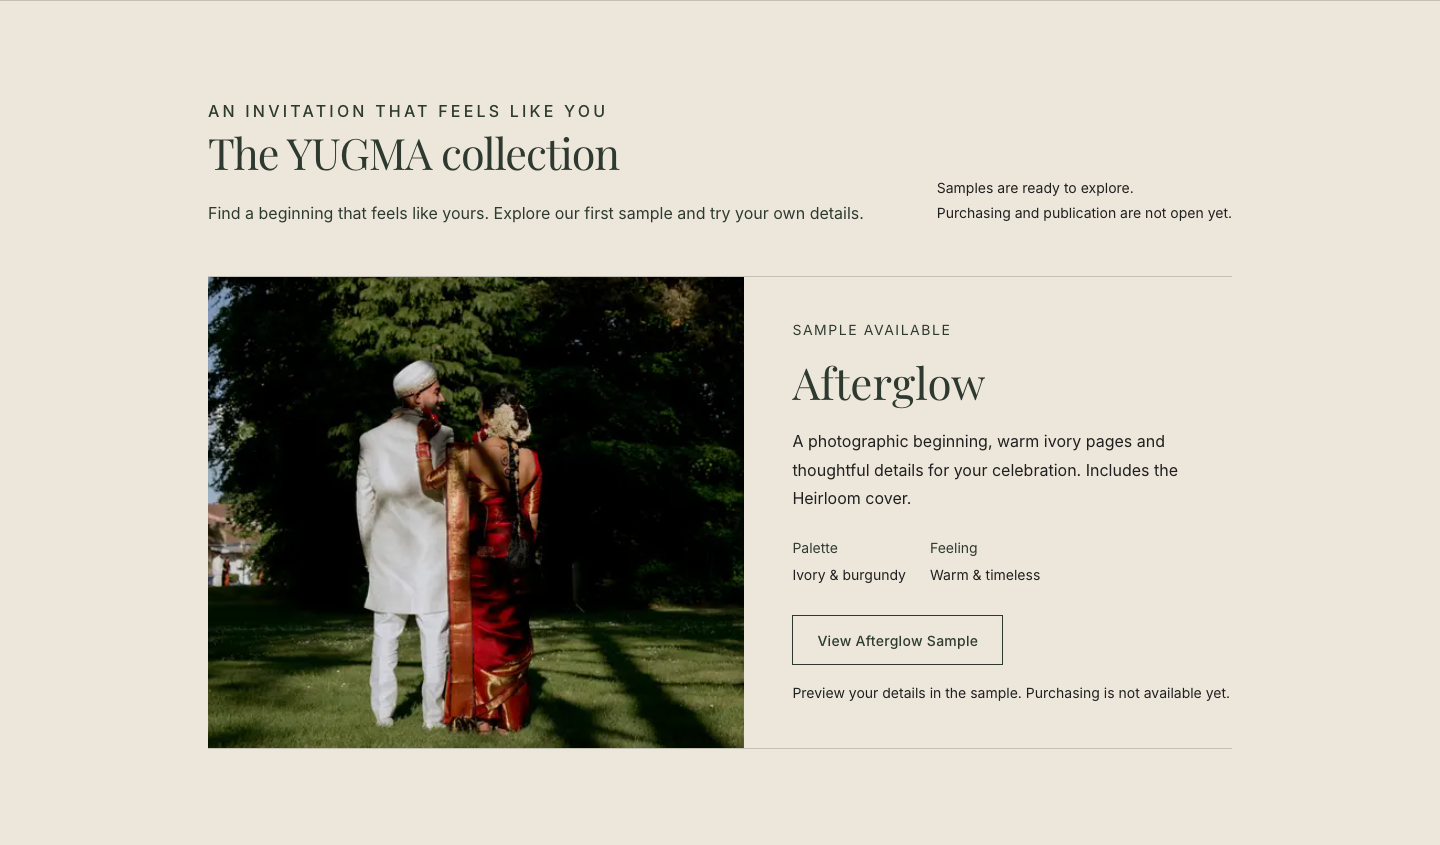 AN INVITATION THAT FEELS LIKE YOU
The YUGMA collection
Find a beginning that feels like yours. Explore our first sample and try your own details.
Samples are ready to explore.
Purchasing and publication are not open yet.
SAMPLE AVAILABLE
Afterglow
A photographic beginning, warm ivory pages and
thoughtful details for your celebration. Includes the
Heirloom cover.
Palette
Ivory & burgundy
Feeling
Warm & timeless
View Afterglow Sample
Preview your details in the sample. Purchasing is not available yet.